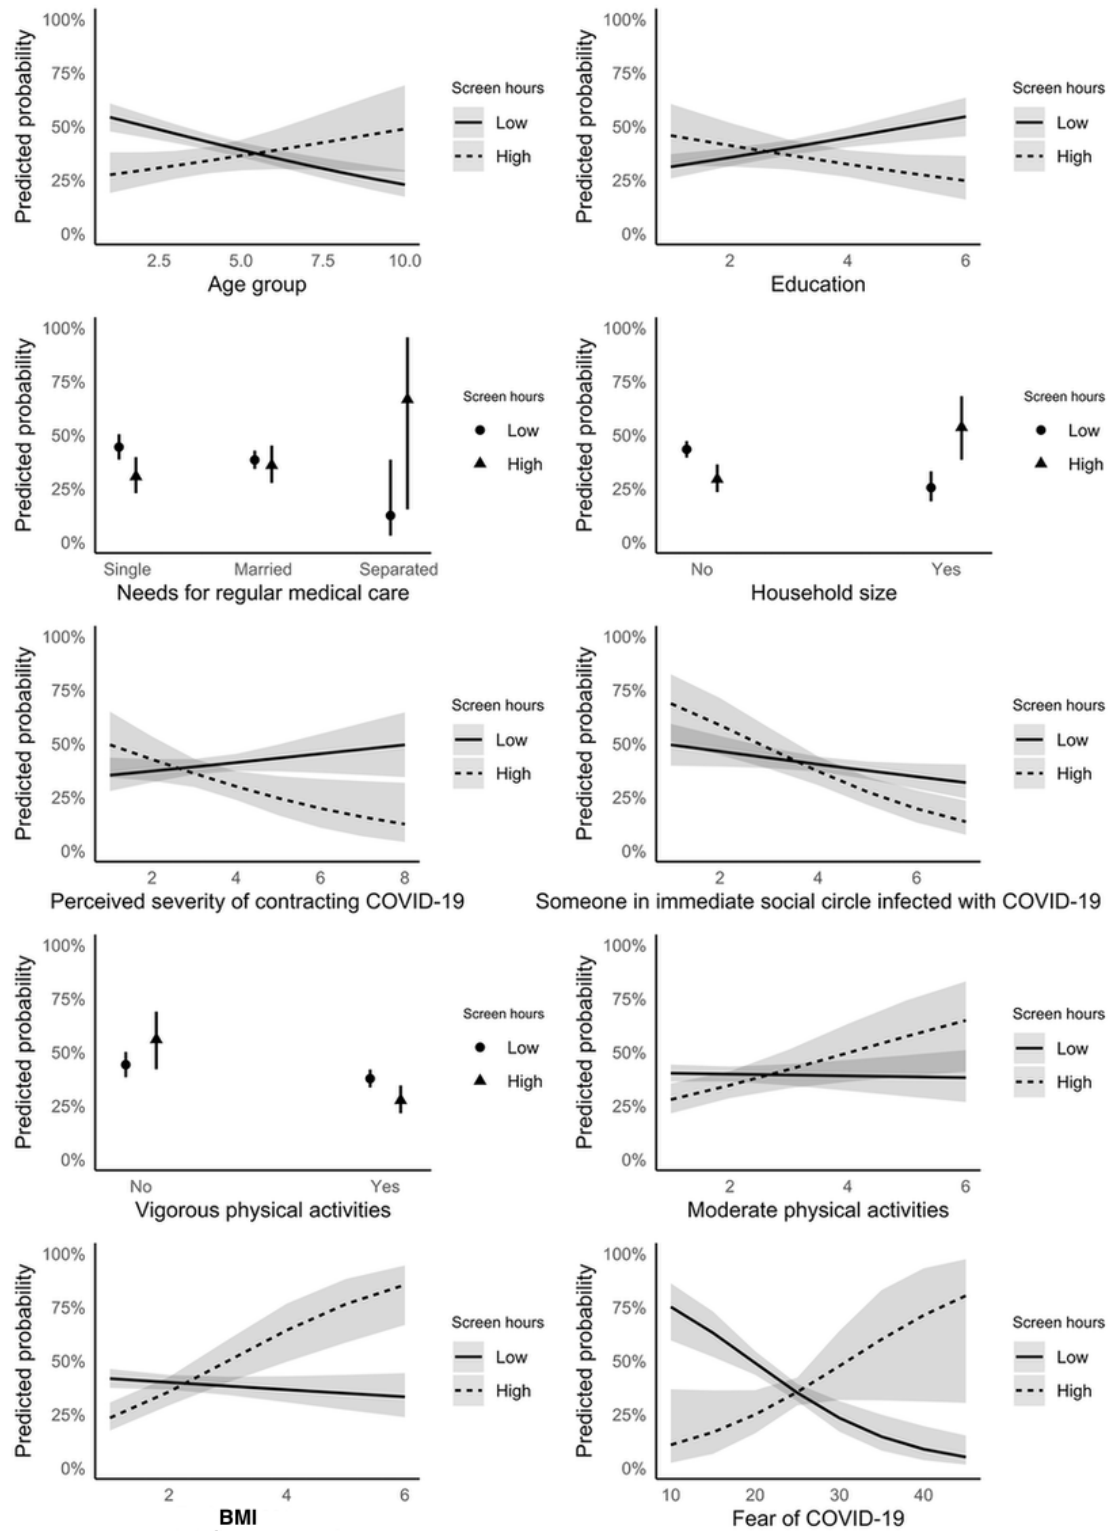 100%
75%
50%
25%
0%
Predicted probability
2.5 5.0 7.5 10.0
Age group
Screen hours
Low
High
100%
75%
50%
25%
0%
Predicted probability
2 4 6
Education
Screen hours
Low
High
100%
75%
50%
25%
0%
Predicted probability
Single Married Separated
Needs for regular medical care
Screen hours
Low
High
100%
75%
50%
25%
0%
Predicted probability
No Yes
Household size
Screen hours
Low
High
100%
75%
50%
25%
0%
Predicted probability
2 4 6 8
Perceived severity of contracting COVID-19
Screen hours
Low
High
100%
75%
50%
25%
0%
Predicted probability
2 4 6
Someone in immediate social circle infected with COVID-19
Screen hours
Low
High
100%
75%
50%
25%
0%
Predicted probability
No Yes
Vigorous physical activities
Screen hours
Low
High
100%
75%
50%
25%
0%
Predicted probability
2 4 6
Moderate physical activities
Screen hours
Low
High
100%
75%
50%
25%
0%
Predicted probability
2 4 6
BMI
Screen hours
Low
High
100%
75%
50%
25%
0%
Predicted probability
10 20 30 40
Fear of COVID-19
Screen hours
Low
High